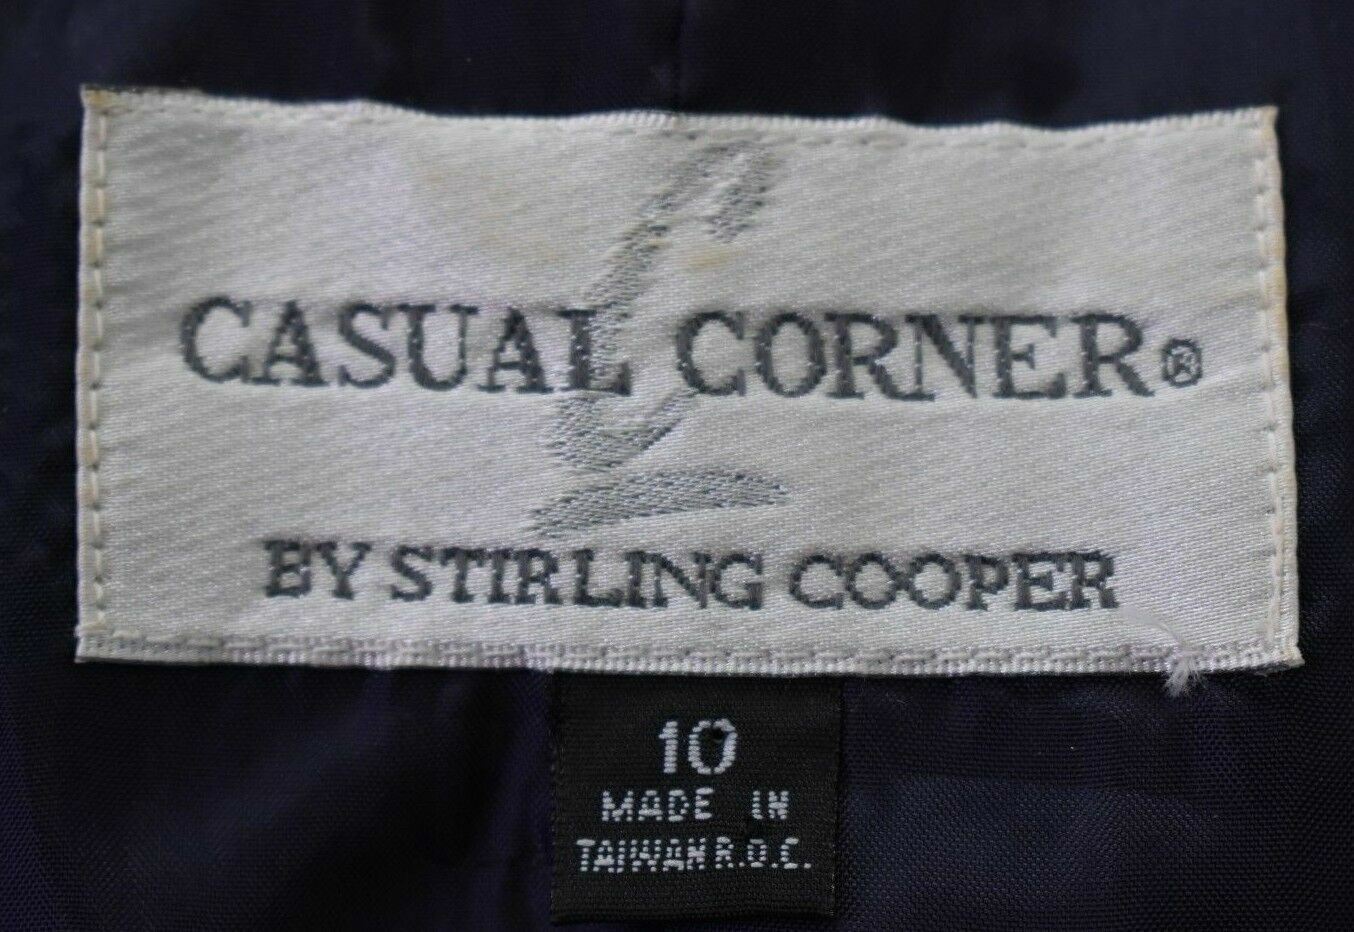 CASUAL CORNER®
BY STIRLING COOPER
10
MADE IN
TAIWAN R.O.C.